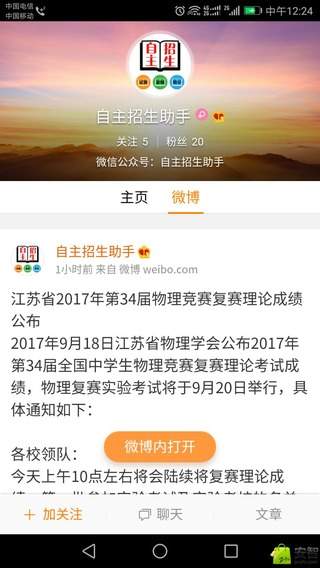 中国电信
中国移动
中午12:24
自主招生
自主招生助手
关注 5 粉丝 20
微信公众号：自主招生助手
主页 微博
自主招生
自主招生助手
1小时前 来自 微博 weibo.com
江苏省2017年第34届物理竞赛复赛理论成绩
公布
2017年9月18日江苏省物理学会公布2017年
第34届全国中学生物理竞赛复赛理论考试成
绩，物理复赛实验考试将于9月20日举行，具
体通知如下：
各校领队：
微博内打开
今天上午10点左右将会陆续将复赛理论成
+ 加关注 聊天 文章
安智